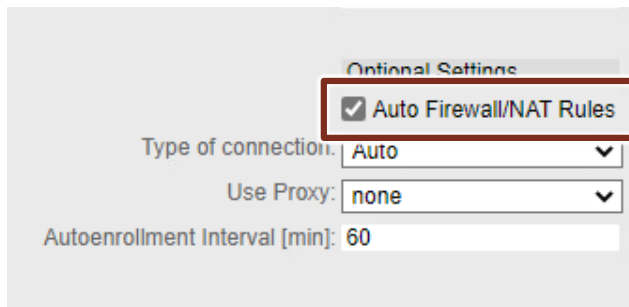 Optional Settings
Auto Firewall/NAT Rules
Type of connection: Auto
Use Proxy: none
Autoenrollment Interval [min]: 60